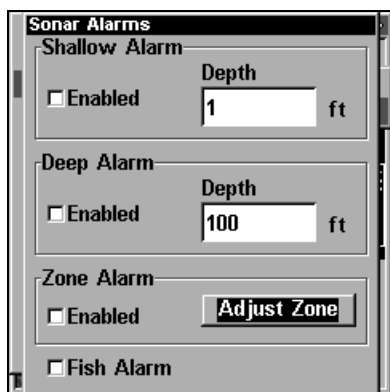 Sonar Alarms
Shallow Alarm
Depth
Enabled
1 ft
Deep Alarm
Depth
Enabled
100 ft
Zone Alarm
Enabled
Adjust Zone
Fish Alarm